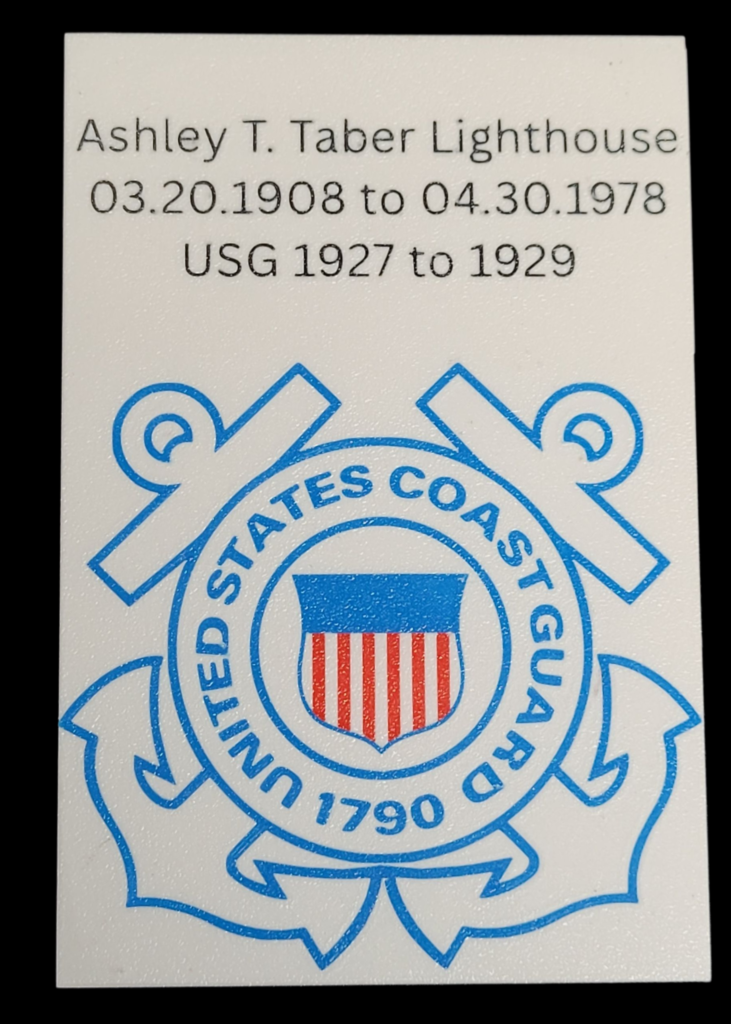 Ashley T. Taber Lighthouse
03.20.1908 to 04.30.1978
USG 1927 to 1929
UNITED STATES COAST GUARD
1790